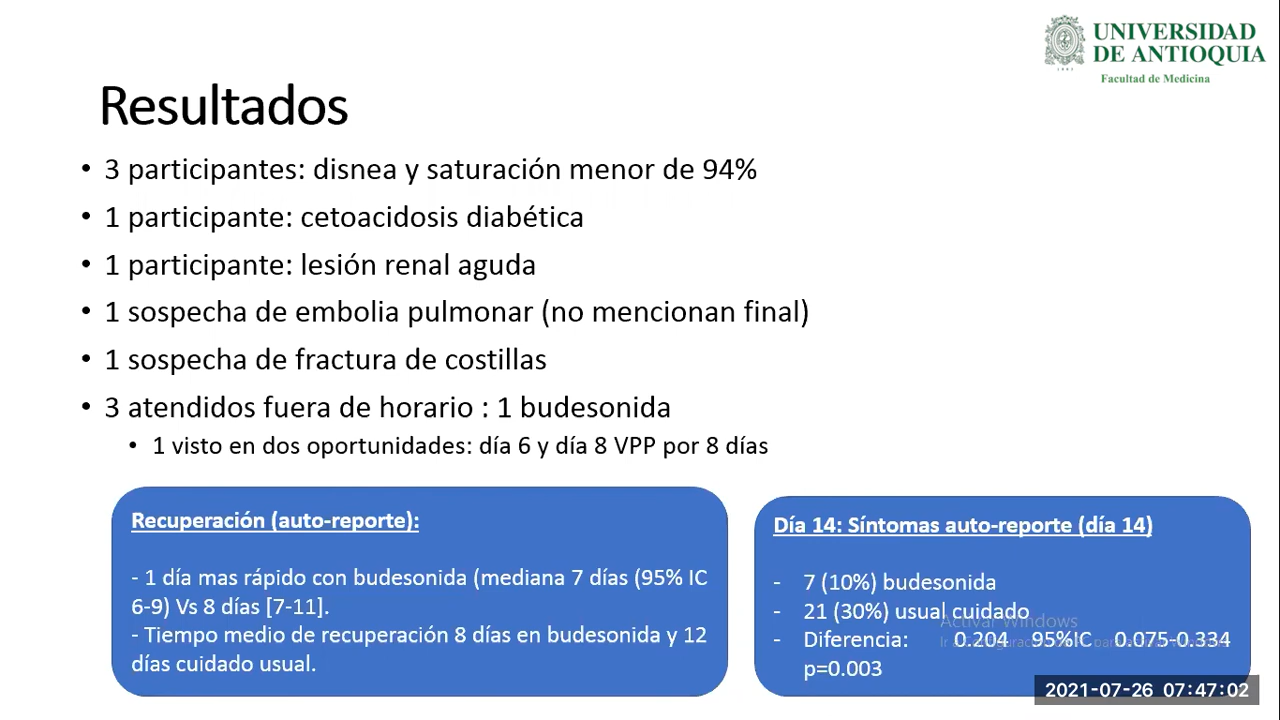 UNIVERSIDAD
DE ANTIOQUIA
Facultad de Medicina
Resultados
• 3 participantes: disnea y saturación menor de 94%
• 1 participante: cetoacidosis diabética
• 1 participante: lesión renal aguda
• 1 sospecha de embolia pulmonar (no mencionan final)
• 1 sospecha de fractura de costillas
• 3 atendidos fuera de horario : 1 budesonida
• 1 visto en dos oportunidades: día 6 y día 8 VPP por 8 días
Recuperación (auto-reporte):
- 1 día mas rápido con budesonida (mediana 7 días (95% IC
6-9) Vs 8 días [7-11].
- Tiempo medio de recuperación 8 días en budesonida y 12
días cuidado usual.
Día 14: Síntomas auto-reporte (día 14)
- 7 (10%) budesonida
- 21 (30%) usual cuidado
- Diferencia: 0.204 95%IC 0.075-0.334
p=0.003
Activar Windows
2021-07-26 07:47:02